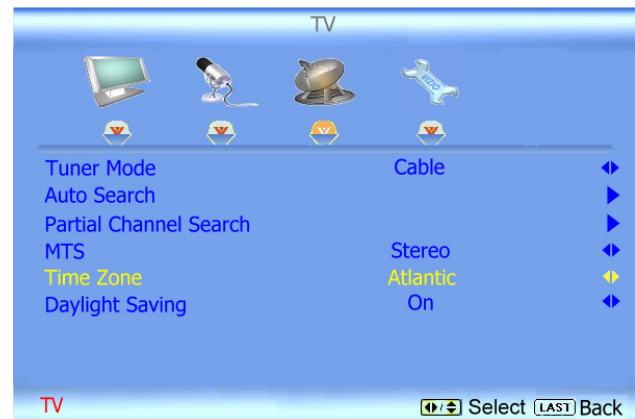 TV
VIZIO
Tuner Mode Cable
Auto Search
Partial Channel Search
MTS Stereo
Time Zone Atlantic
Daylight Saving On
TV Select LAST Back